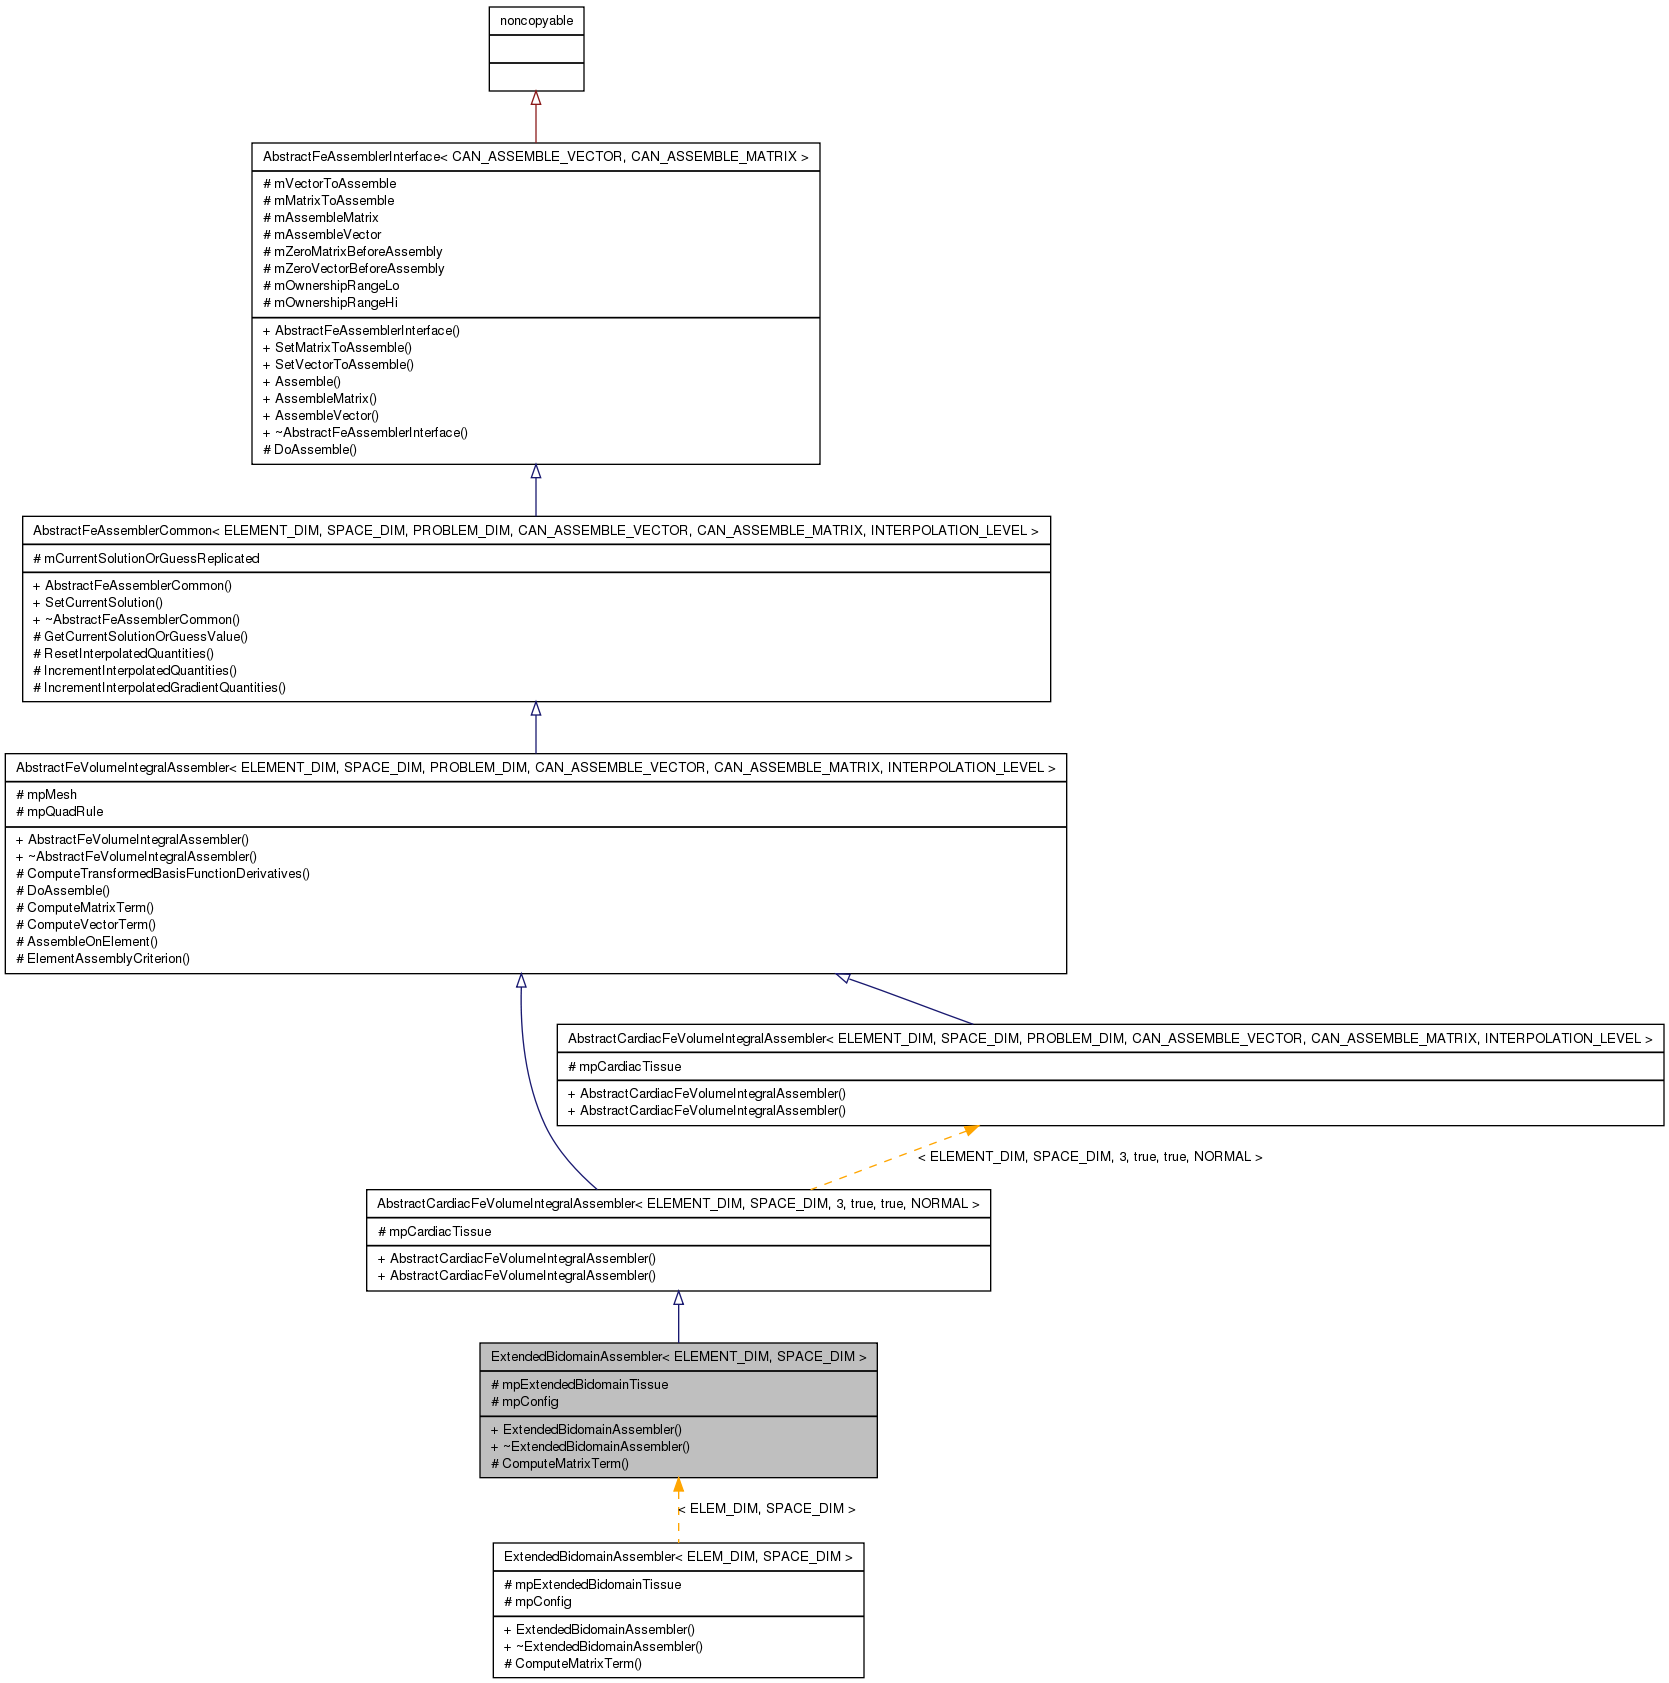 noncopyable
AbstractFeAssemblerInterface< CAN_ASSEMBLE_VECTOR, CAN_ASSEMBLE_MATRIX >
# mVectorToAssemble
# mMatrixToAssemble
# mAssembleMatrix
# mAssembleVector
# mZeroMatrixBeforeAssembly
# mZeroVectorBeforeAssembly
# mOwnershipRangeLo
# mOwnershipRangeHi
+ AbstractFeAssemblerInterface()
+ SetMatrixToAssemble()
+ SetVectorToAssemble()
+ Assemble()
+ AssembleMatrix()
+ AssembleVector()
+ ~AbstractFeAssemblerInterface()
# DoAssemble()
AbstractFeAssemblerCommon< ELEMENT_DIM, SPACE_DIM, PROBLEM_DIM, CAN_ASSEMBLE_VECTOR, CAN_ASSEMBLE_MATRIX, INTERPOLATION_LEVEL >
# mCurrentSolutionOrGuessReplicated
+ AbstractFeAssemblerCommon()
+ SetCurrentSolution()
+ ~AbstractFeAssemblerCommon()
# GetCurrentSolutionOrGuessValue()
# ResetInterpolatedQuantities()
# IncrementInterpolatedQuantities()
# IncrementInterpolatedGradientQuantities()
AbstractFeVolumeIntegralAssembler< ELEMENT_DIM, SPACE_DIM, PROBLEM_DIM, CAN_ASSEMBLE_VECTOR, CAN_ASSEMBLE_MATRIX, INTERPOLATION_LEVEL >
# mpMesh
# mpQuadRule
+ AbstractFeVolumeIntegralAssembler()
+ ~AbstractFeVolumeIntegralAssembler()
# ComputeTransformedBasisFunctionDerivatives()
# DoAssemble()
# ComputeMatrixTerm()
# ComputeVectorTerm()
# AssembleOnElement()
# ElementAssemblyCriterion()
AbstractCardiacFeVolumeIntegralAssembler< ELEMENT_DIM, SPACE_DIM, PROBLEM_DIM, CAN_ASSEMBLE_VECTOR, CAN_ASSEMBLE_MATRIX, INTERPOLATION_LEVEL >
# mpCardiacTissue
+ AbstractCardiacFeVolumeIntegralAssembler()
+ AbstractCardiacFeVolumeIntegralAssembler()
< ELEMENT_DIM, SPACE_DIM, 3, true, true, NORMAL >
AbstractCardiacFeVolumeIntegralAssembler< ELEMENT_DIM, SPACE_DIM, 3, true, true, NORMAL >
# mpCardiacTissue
+ AbstractCardiacFeVolumeIntegralAssembler()
+ AbstractCardiacFeVolumeIntegralAssembler()
ExtendedBidomainAssembler< ELEMENT_DIM, SPACE_DIM >
# mpExtendedBidomainTissue
# mpConfig
+ ExtendedBidomainAssembler()
+ ~ExtendedBidomainAssembler()
# ComputeMatrixTerm()
< ELEM_DIM, SPACE_DIM >
ExtendedBidomainAssembler< ELEM_DIM, SPACE_DIM >
# mpExtendedBidomainTissue
# mpConfig
+ ExtendedBidomainAssembler()
+ ~ExtendedBidomainAssembler()
# ComputeMatrixTerm()